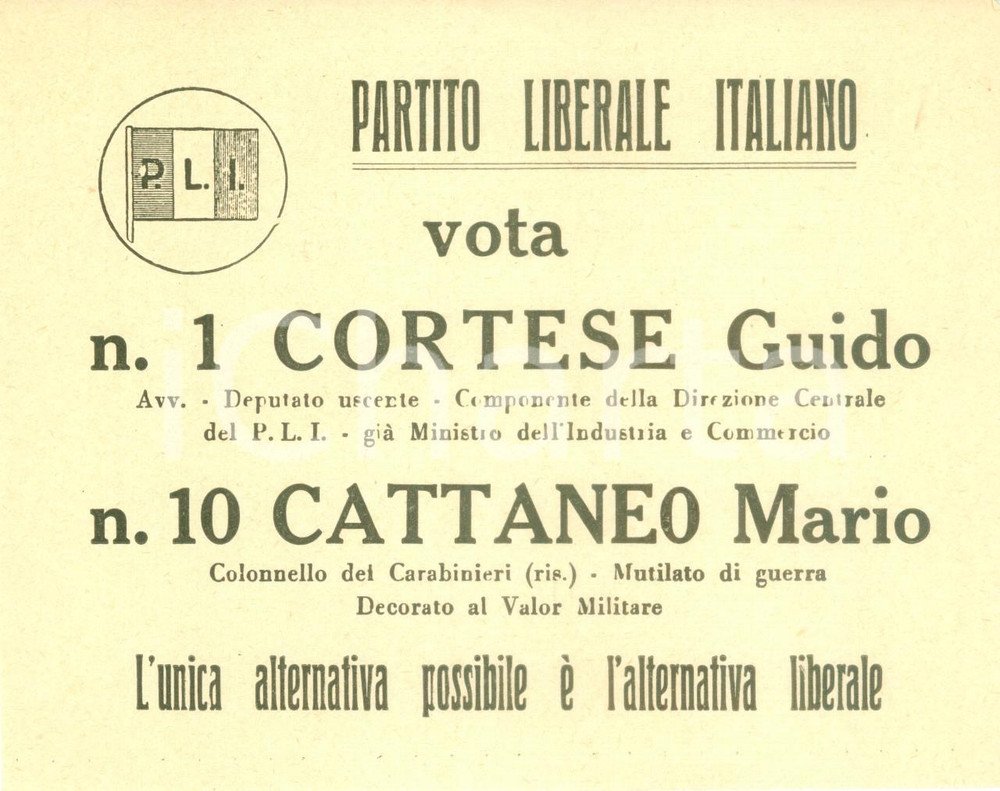 P. L. I.
PARTITO LIBERALE ITALIANO
vota
n. 1 CORTESE Guido
Avv. - Deputato uscente - Componente della Direzione Centrale
del P. L. I. - già Ministro dell'Industria e Commercio
n. 10 CATTANEO Mario
Colonnello dei Carabinieri (ris.) - Mutilato di guerra
Decorato al Valor Militare
L'unica alternativa possibile è l'alternativa liberale
iCharta